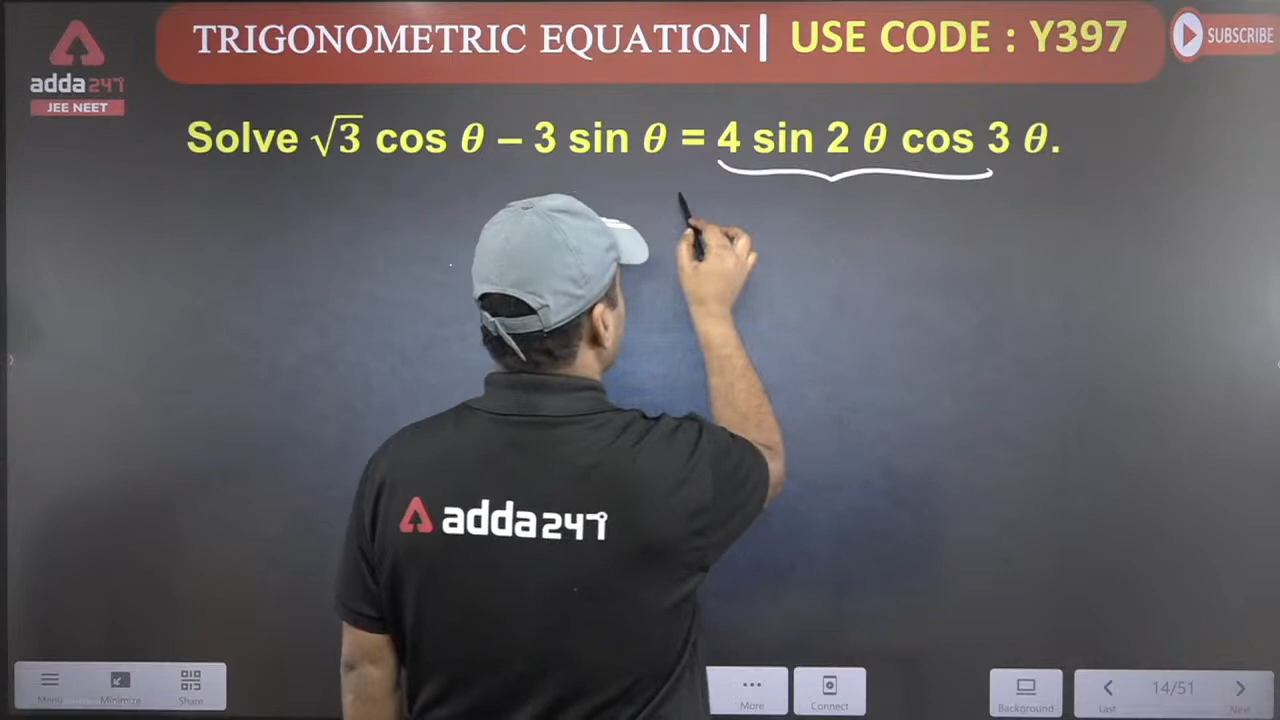 TRIGONOMETRIC EQUATION| USE CODE : Y397
SUBSCRIBE
adda247
JEE NEET
Solve √3 cos θ – 3 sin θ = 4 sin 2 θ cos 3 θ.
adda247
Menu
Minimize
Share
More
Connect
Background
14/51
Last
Next